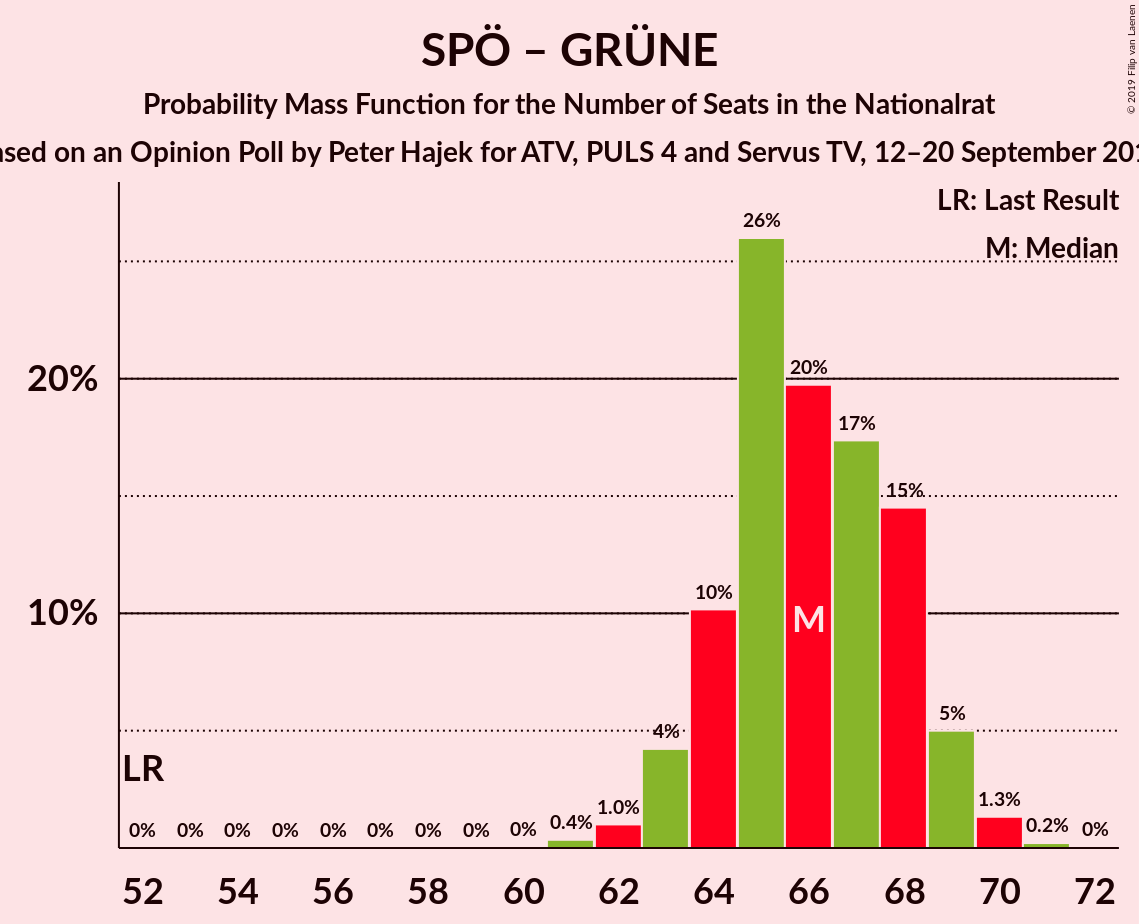 SPÖ – GRÜNE
Probability Mass Function for the Number of Seats in the Nationalrat
on an Opinion Poll by Peter Hajek for ATV, PULS 4 and Servus TV, 12–20 September
© 2019 Filip van Laenen
LR: Last Result
M: Median
26%
20%
20%
17%
15%
10%
10%
M
5%
4%
LR
1.3%
1.0%
0.4%
0.2%
0% 0% 0% 0% 0% 0% 0% 0% 0% 0%
52 54 56 58 60 62 64 66 68 70 72